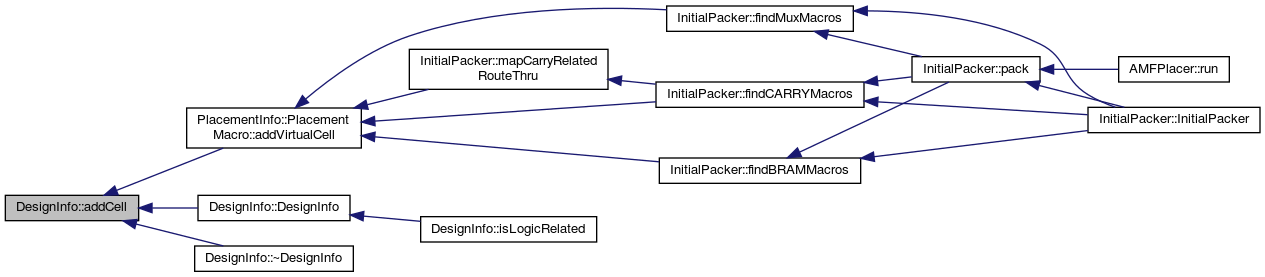 InitialPacker::findMuxMacros
InitialPacker::mapCarryRelated
RouteThru
InitialPacker::pack
AMFPlacer::run
InitialPacker::findCARRYMacros
PlacementInfo::Placement
Macro::addVirtualCell
InitialPacker::InitialPacker
InitialPacker::findBRAMMacros
DesignInfo::addCell
DesignInfo::DesignInfo
DesignInfo::isLogicRelated
DesignInfo::~DesignInfo